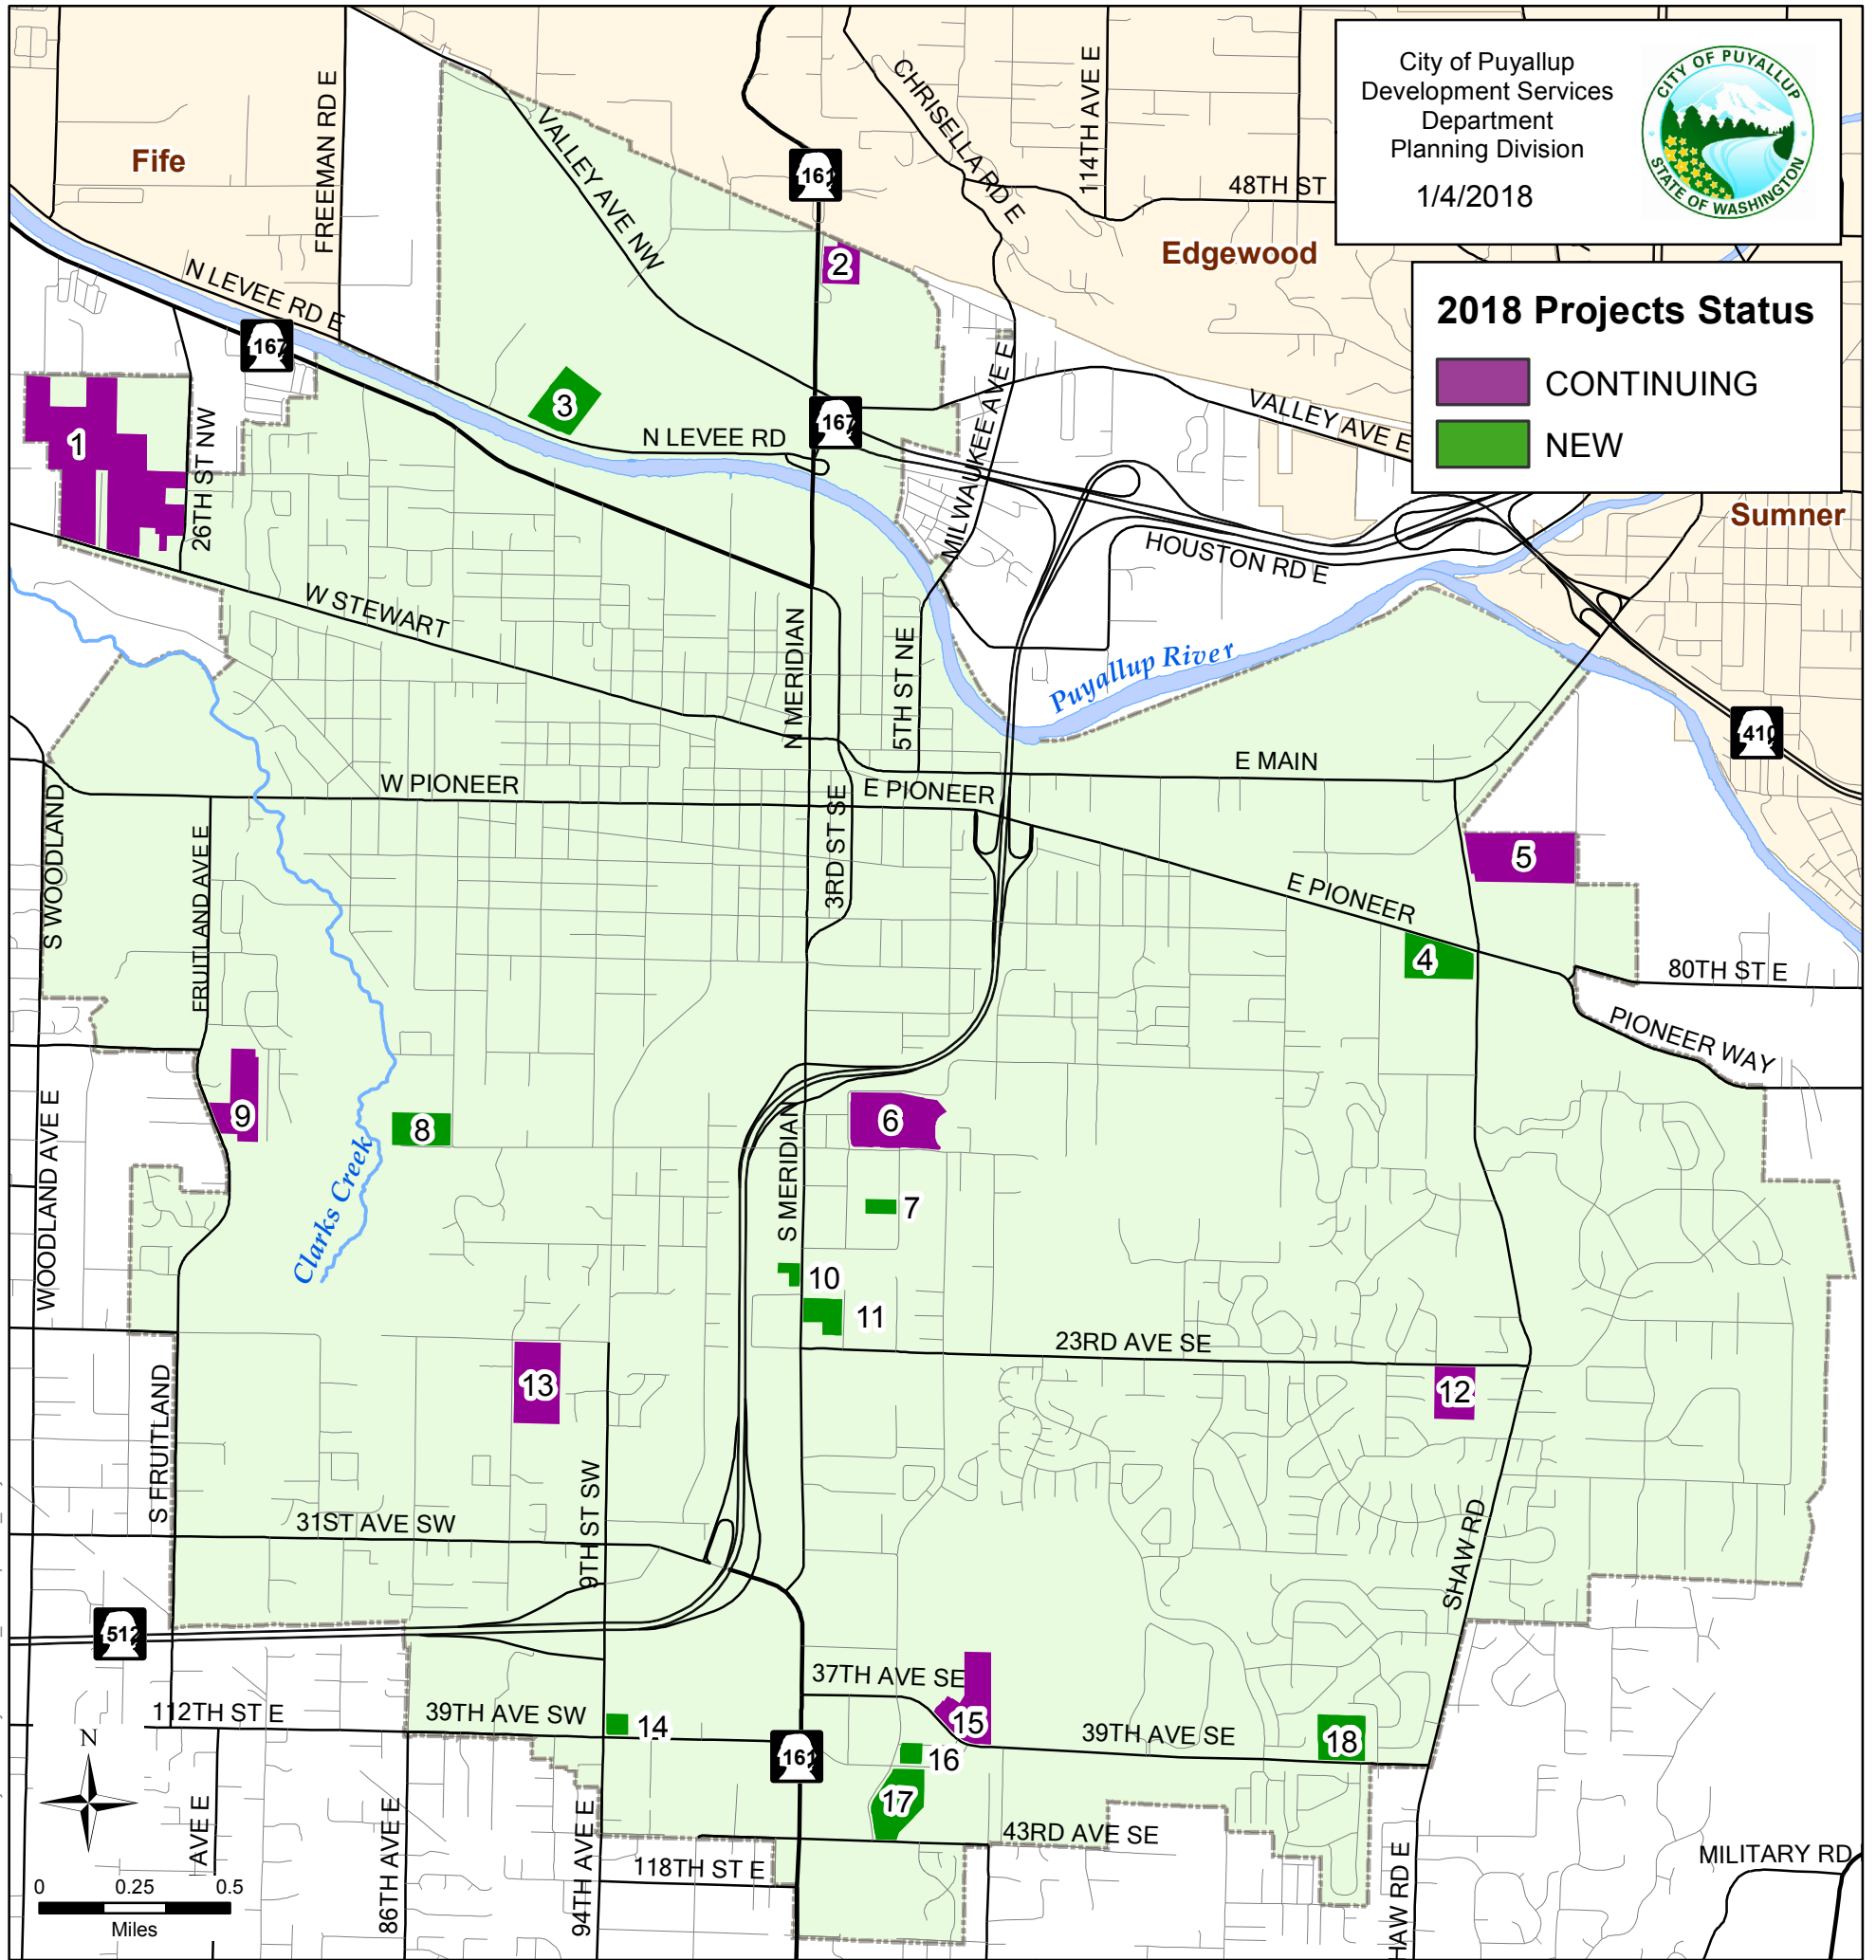 City of Puyallup
Development Services
Department
Planning Division
1/4/2018
CITY OF PUYALLUP
STATE OF WASHINGTON
2018 Projects Status
CONTINUING
NEW
Fife
Edgewood
Sumner
FREEMAN RD E
VALLEY AVE NW
161
CHRISELLA RD E
114TH AVE E
48TH ST
N LEVEE RD E
167
2
1
26TH ST NW
3
N LEVEE RD
167
MILWAUKEE AVE E
VALLEY AVE E
HOUSTON RD E
W STEWART
N MERIDIAN
5TH ST NE
Puyallup River
410
E MAIN
W PIONEER
E PIONEER
S WOODLAND
FRUITLAND AVE E
3RD ST SE
5
E PIONEER
4
80TH ST E
PIONEER WAY
9
8
6
WOODLAND AVE E
Clarks Creek
S MERIDIAN
7
10
11
23RD AVE SE
13
12
S FRUITLAND
31ST AVE SW
9TH ST SW
SHAW RD
512
37TH AVE SE
15
112TH ST E
39TH AVE SW
14
39TH AVE SE
18
161
16
17
N
AVE E
86TH AVE E
94TH AVE E
43RD AVE SE
118TH ST E
HAW RD E
MILITARY RD
0 0.25 0.5
Miles